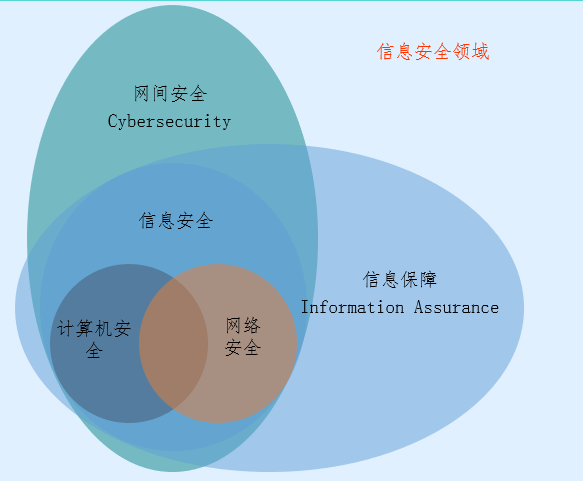 信息安全领域
网间安全
Cybersecurity
信息安全
信息保障
Information Assurance
计算机安
全
网络
安全